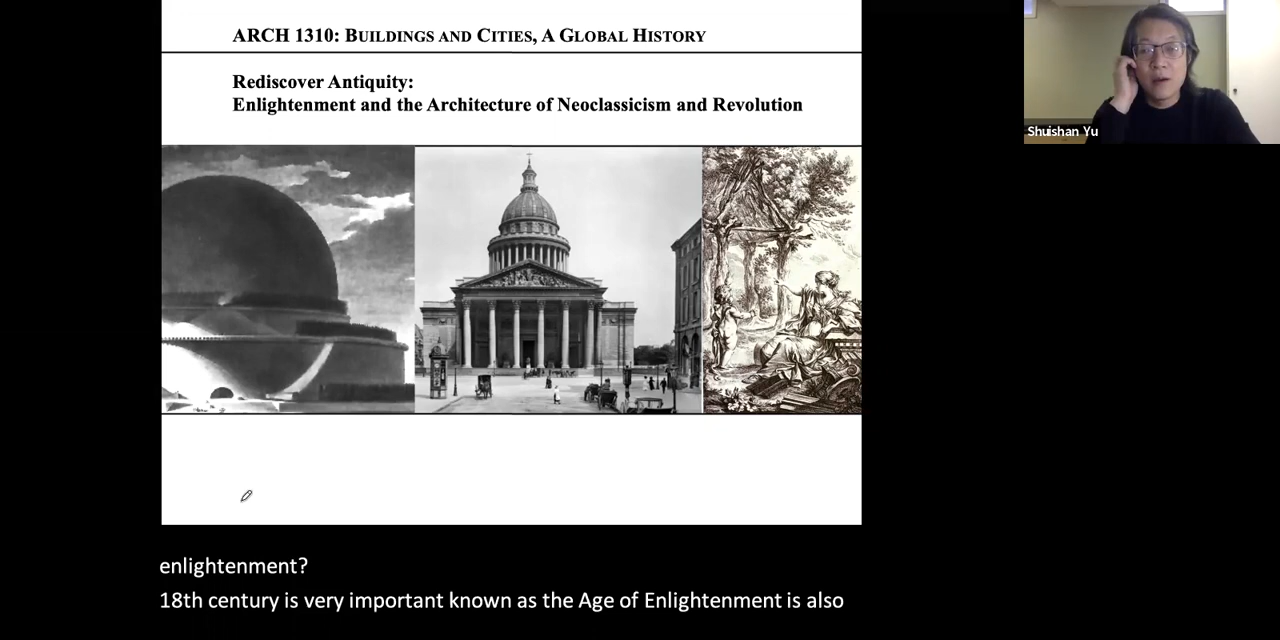 ARCH 1310: BUILDINGS AND CITIES, A GLOBAL HISTORY
Rediscover Antiquity:
Enlightenment and the Architecture of Neoclassicism and Revolution
Shuishan Yu
enlightenment?
18th century is very important known as the Age of Enlightenment is also